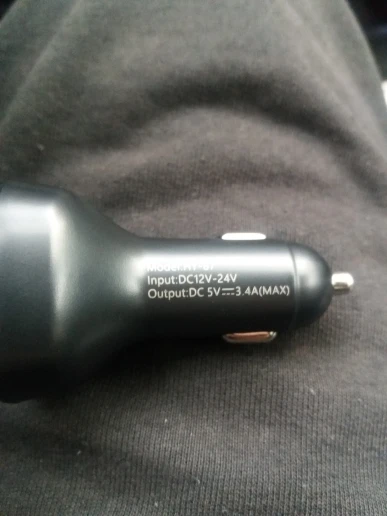 Input:DC12V-24V
Output:DC 5V⎓3.4A(MAX)